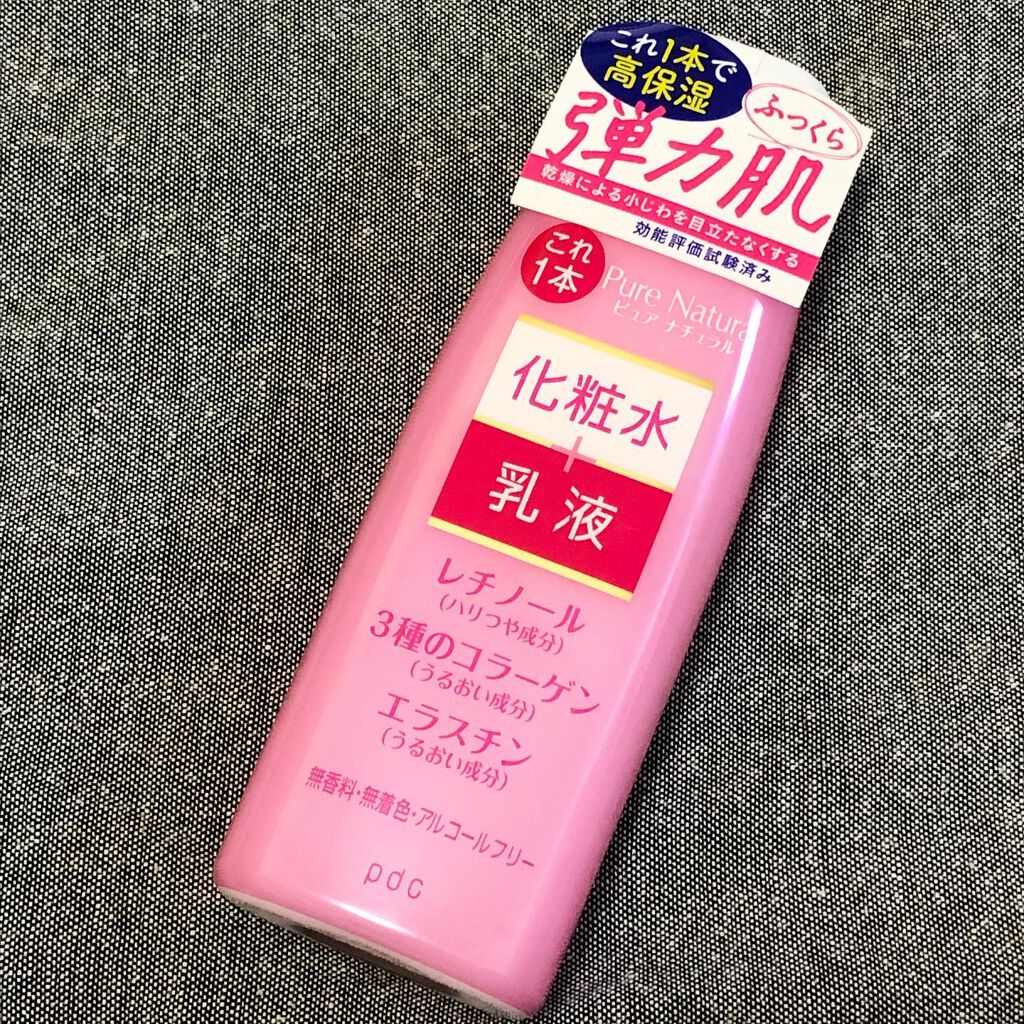 これ1本で
高保湿
ふっくら
弾力肌
乾燥による小じわを目立たなくする
効能評価試験済み
これ
1本
Pure Natura
ピュア ナチュラル
化粧水
+
乳液
レチノール
(ハリつや成分)
3種のコラーゲン
(うるおい成分)
エラスチン
(うるおい成分)
無香料・無着色・アルコールフリー
pdc